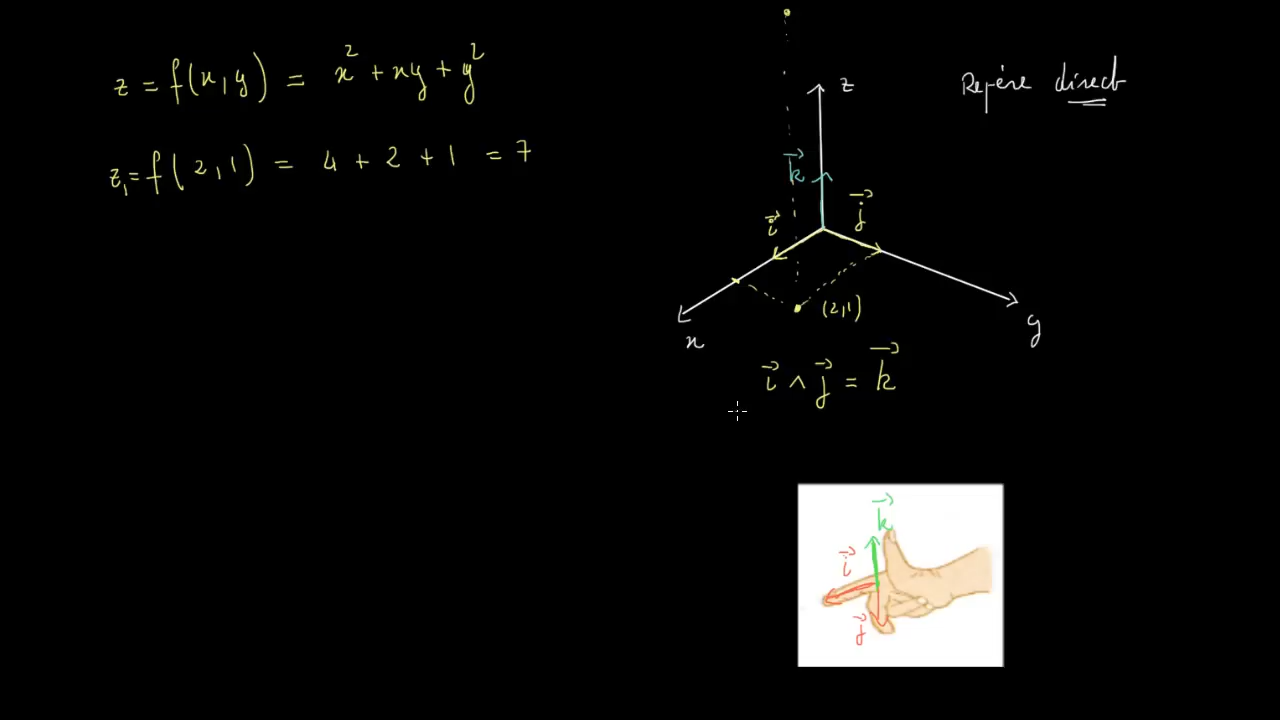 z = f(x, y) = x² + xy + y²
z₁ = f(2, 1) = 4 + 2 + 1 = 7
Repère direct
z
k⃗
i⃗
j⃗
(2,1)
x
y
i⃗ ∧ j⃗ = k⃗
k⃗
i⃗
j⃗